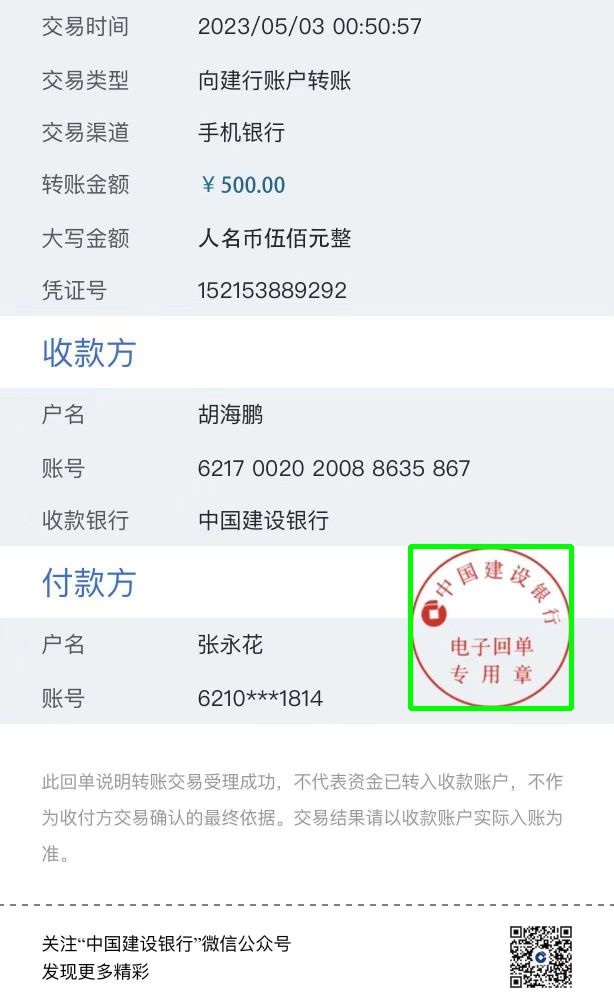 交易时间 2023/05/03 00:50:57
交易类型 向建行账户转账
交易渠道 手机银行
转账金额 ¥500.00
大写金额 人名币伍佰元整
凭证号 152153889292
收款方
户名 胡海鹏
账号 6217 0020 2008 8635 867
收款银行 中国建设银行
付款方
中国建设银行
电子回单
专用章
户名 张永花
账号 6210***1814
此回单说明转账交易受理成功，不代表资金已转入收款账户，不作
为收付方交易确认的最终依据。交易结果请以收款账户实际入账为
准。
关注“中国建设银行”微信公众号
发现更多精彩